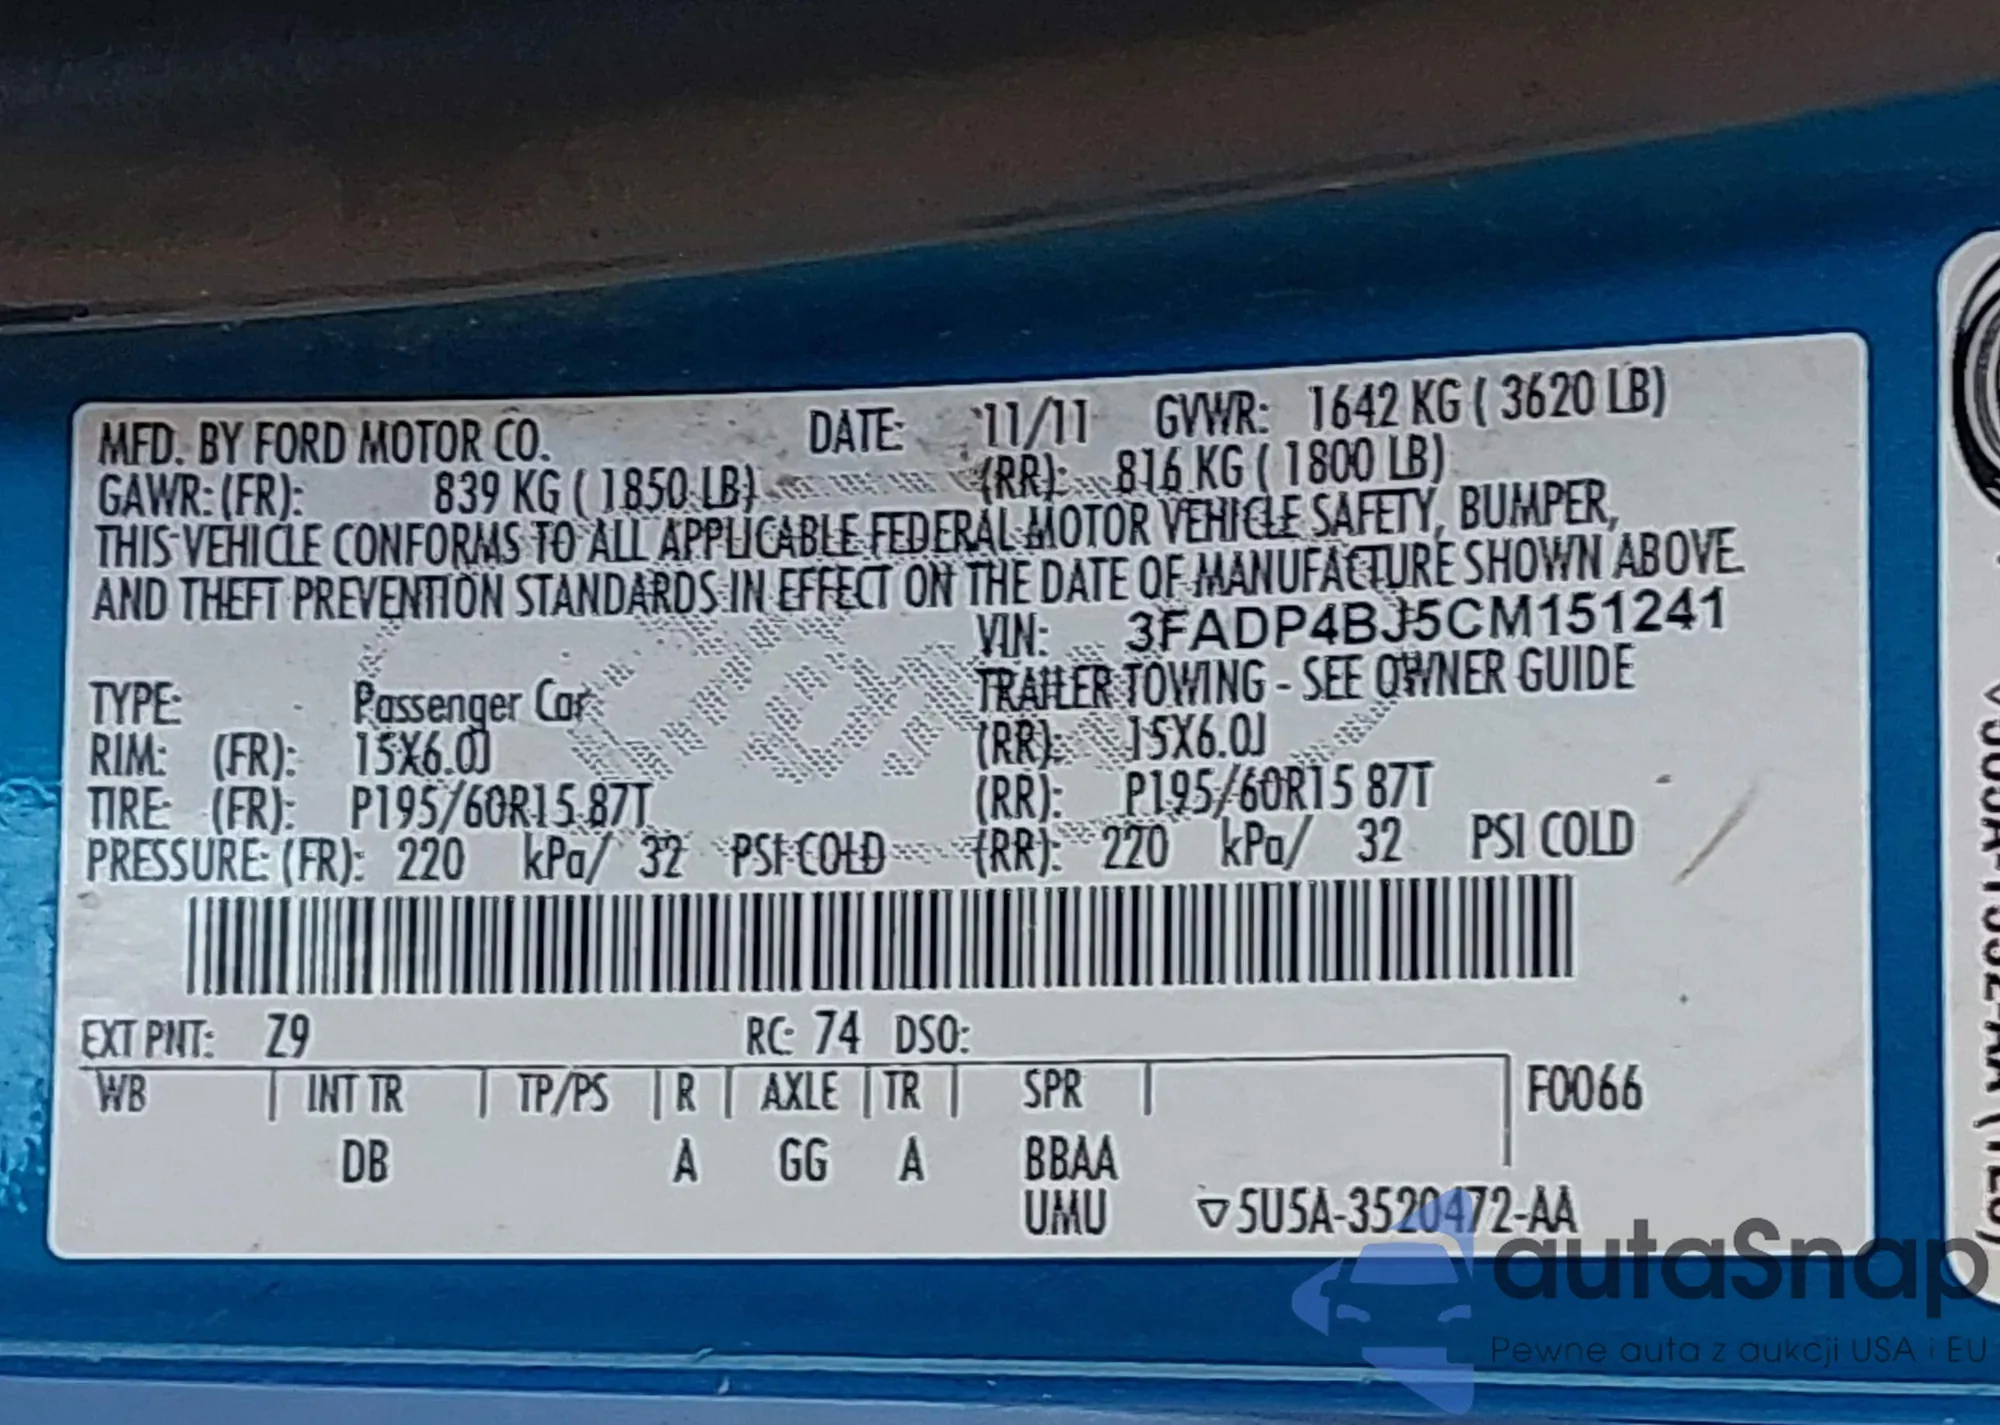 MFD. BY FORD MOTOR CO. DATE: 11/11 GVWR: 1642 KG ( 3620 LB)
GAWR: (FR): 839 KG ( 1850 LB) (RR): 816 KG ( 1800 LB)
THIS VEHICLE CONFORMS TO ALL APPLICABLE FEDERAL MOTOR VEHICLE SAFETY, BUMPER,
AND THEFT PREVENTION STANDARDS IN EFFECT ON THE DATE OF MANUFACTURE SHOWN ABOVE.
VIN: 3FADP4BJ5CM151241
TYPE: Passenger Car TRAILER TOWING - SEE OWNER GUIDE
RIM: (FR): 15X6.0J (RR): 15X6.0J
TIRE: (FR): P195/60R15 87T (RR): P195/60R15 87T
PRESSURE: (FR): 220 kPa/ 32 PSI COLD (RR): 220 kPa/ 32 PSI COLD
EXT PNT: Z9 RC: 74 DSO:
WB | INT TR | TP/PS | R | AXLE | TR | SPR | F0066
DB A GG A BBAA
UMU ▽5U5A-3520472-AA
autaSnap
Pewne auta z aukcji USA i EU